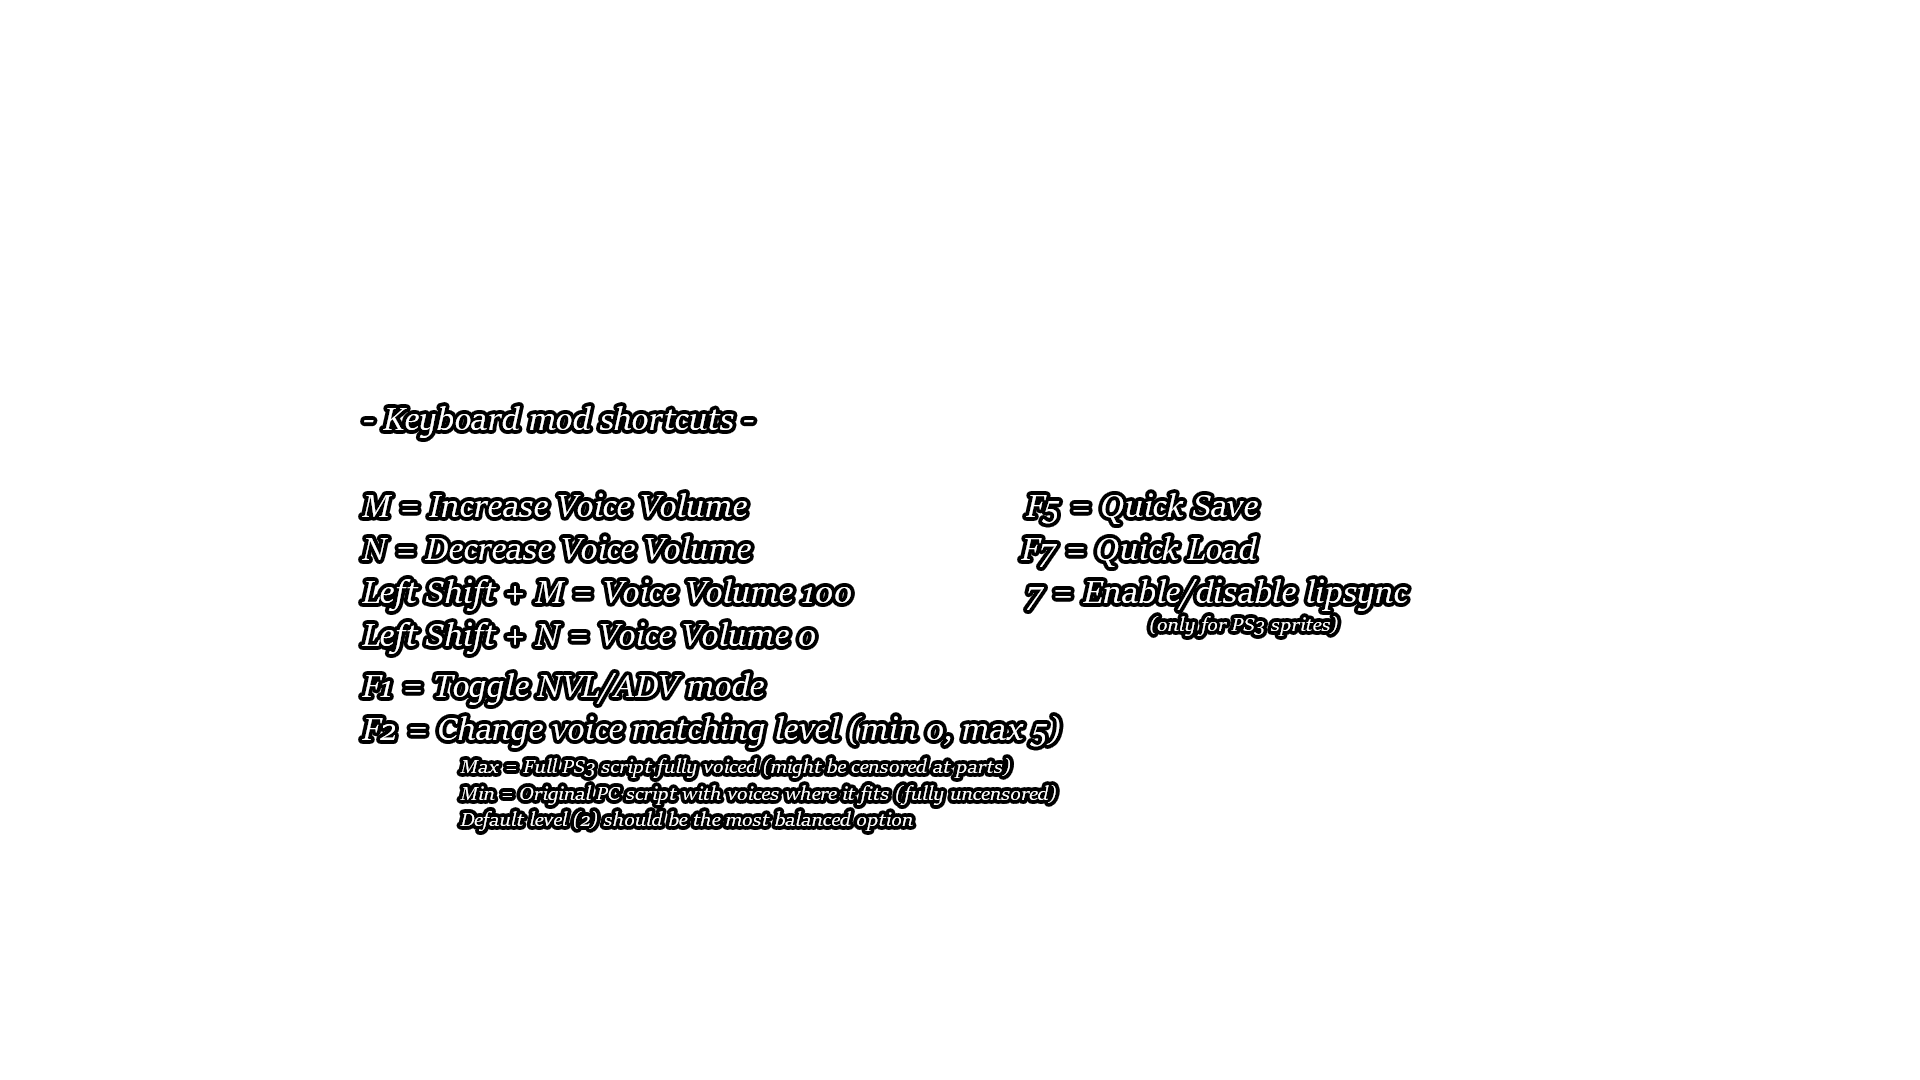 - Keyboard mod shortcuts -
M = Increase Voice Volume
N = Decrease Voice Volume
Left Shift + M = Voice Volume 100
Left Shift + N = Voice Volume 0
F1 = Toggle NVL/ADV mode
F2 = Change voice matching level (min 0, max 5)
Max = Full PS3 script fully voiced (might be censored at parts)
Min = Original PC script with voices where it fits (fully uncensored)
Default level (2) should be the most balanced option
F5 = Quick Save
F7 = Quick Load
7 = Enable/disable lipsync
(only for PS3 sprites)